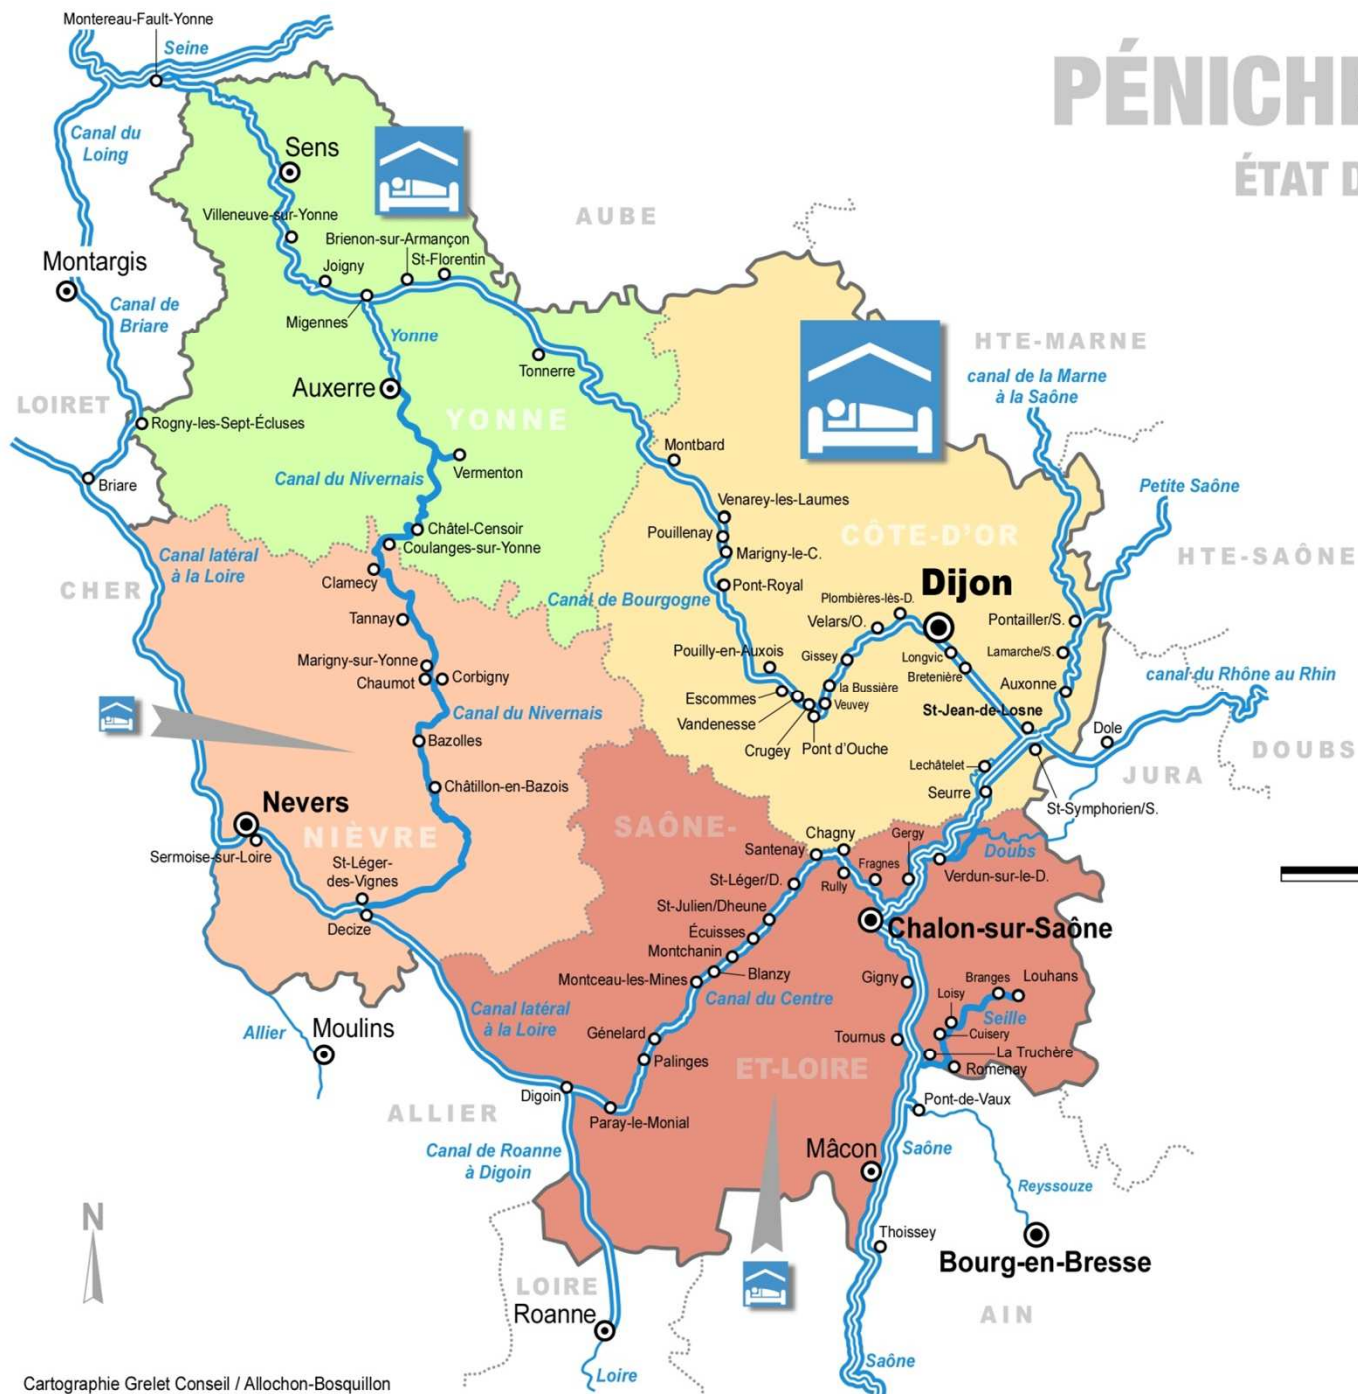 Montereau-Fault-Yonne
Seine
PÉNICHE
ÉTAT D
Canal du
Loing
Sens
AUBE
Villeneuve-sur-Yonne
Brienon-sur-Armançon
St-Florentin
Joigny
Montargis
Canal de
Briare
Migennes
Yonne
HTE-MARNE
canal de la Marne
à la Saône
Tonnerre
Auxerre
LOIRET
YONNE
Rogny-les-Sept-Écluses
Montbard
Vermenton
Canal du Nivernais
Briare
Petite Saône
Venarey-les-Laumes
Châtel-Censoir
Pouillenay
CÔTE-D'OR
Coulanges-sur-Yonne
Marigny-le-C.
Canal latéral
à la Loire
HTE-SAÔNE
Clamecy
CHER
Pont-Royal
Dijon
Canal de Bourgogne
Plombières-lès-D.
Tannay
Velars/O.
Pontailler/S.
Marigny-sur-Yonne
Pouilly-en-Auxois
Gissey
Longvic
Lamarche/S.
Chaumot
Corbigny
Bretenière
canal du Rhône au Rhin
Escommes
la Bussière
Auxonne
Canal du Nivernais
Veuvey
St-Jean-de-Losne
Vandenesse
Dole
Bazolles
Crugey
Pont d'Ouche
DOUBS
Lechâtelet
JURA
Châtillon-en-Bazois
Seurre
Nevers
St-Symphorien/S.
NIÈVRE
SAÔNE-
Chagny
Gergy
Sermoise-sur-Loire
Santenay
Doubs
St-Léger-
des-Vignes
Fragnes
St-Léger/D.
Rully
Verdun-sur-le-D.
St-Julien/Dheune
Decize
Écuisses
Chalon-sur-Saône
Montchanin
Montceau-les-Mines
Blanzy
Gigny
Branges
Louhans
Canal latéral
à la Loire
Canal du Centre
Loisy
Seille
Allier
Moulins
Génelard
Tournus
Cuisery
La Truchère
Palinges
ET-LOIRE
Romenay
Digoin
Pont-de-Vaux
ALLIER
Paray-le-Monial
Canal de Roanne
à Digoin
Mâcon
Saône
Reyssouze
N
Thoissey
Bourg-en-Bresse
LOIRE
Roanne
AIN
Loire
Saône
Cartographie Grelet Conseil / Allochon-Bosquillon